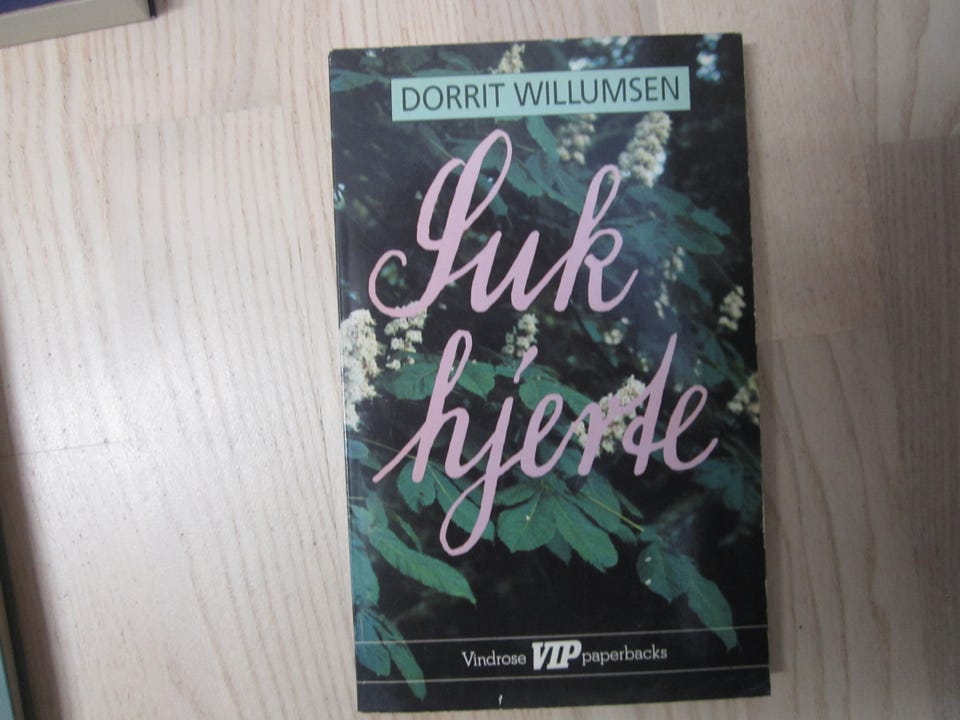 DORRIT WILLUMSEN
Suk
hjerte
Vindrose VIP paperbacks